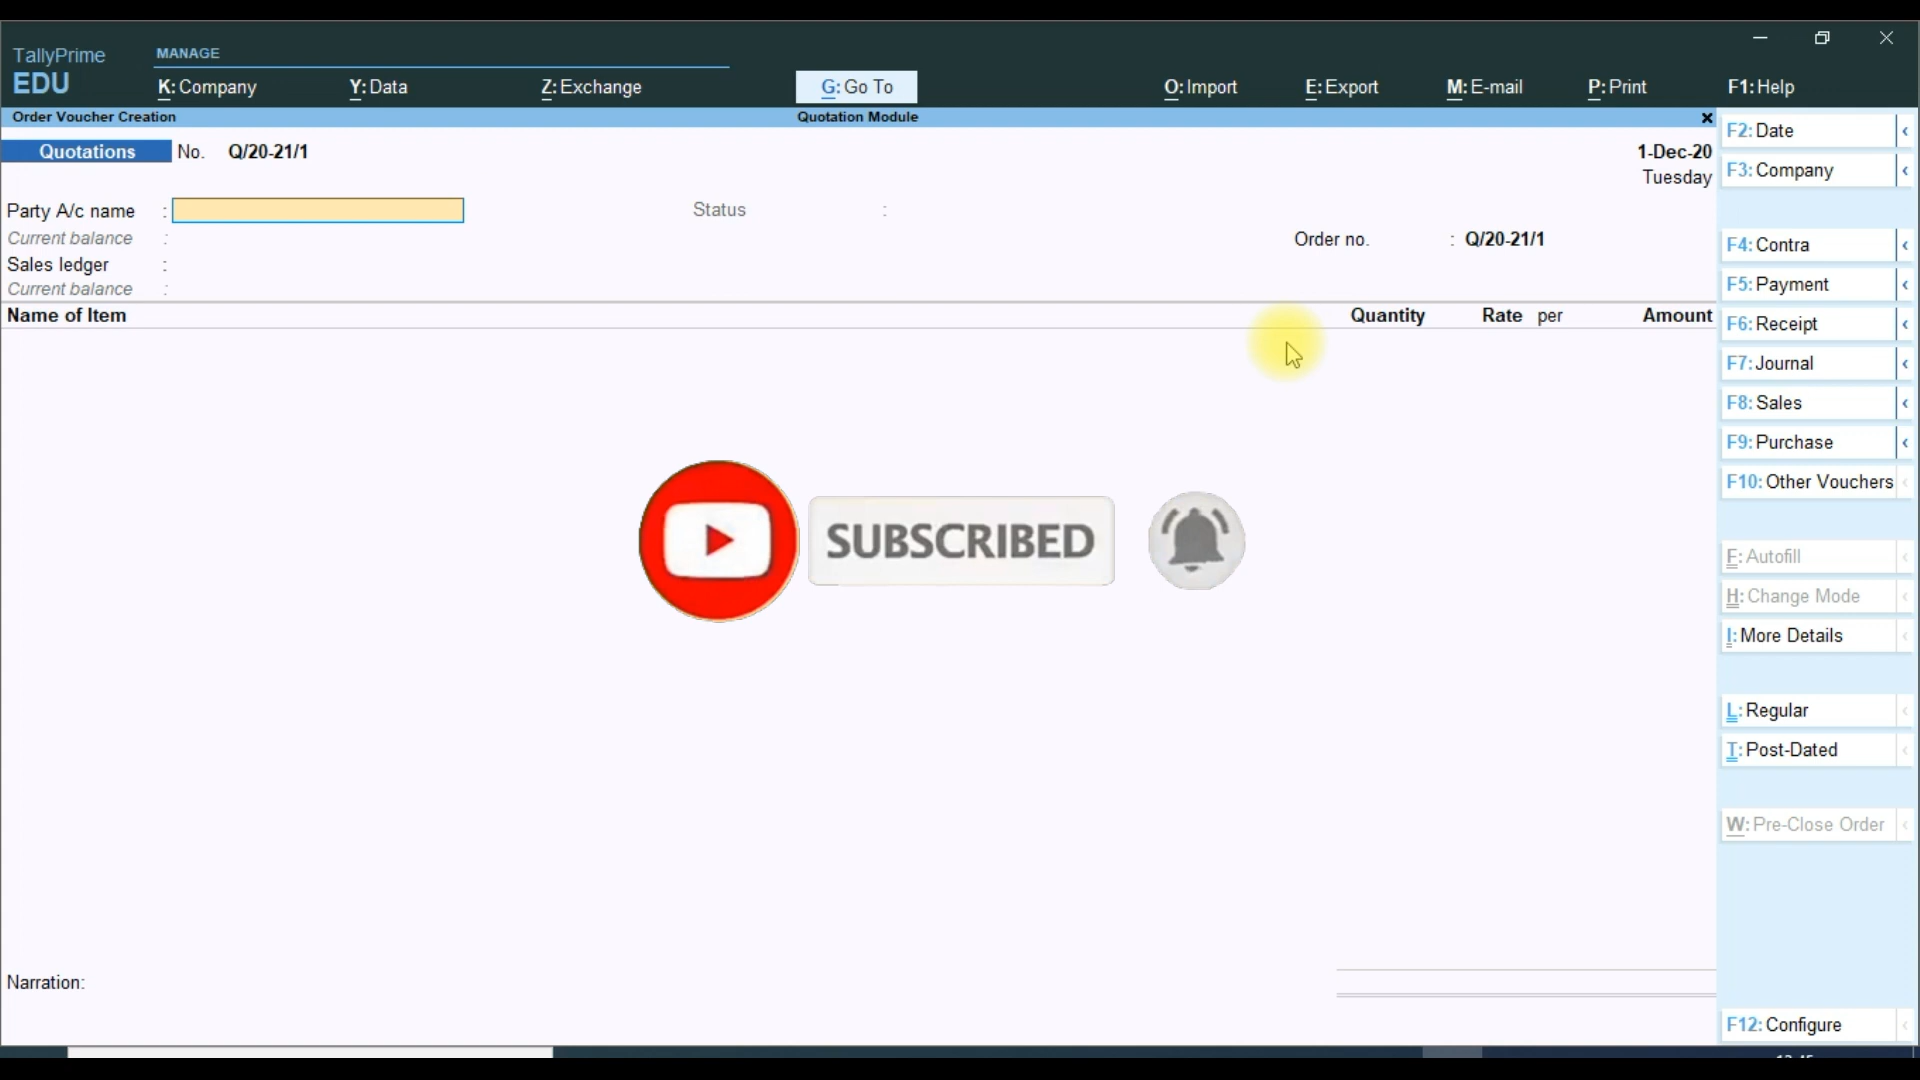 TallyPrime
EDU
MANAGE
K: Company
Y: Data
Z: Exchange
G: Go To
O: Import
E: Export
M: E-mail
P: Print
F1: Help
Order Voucher Creation
Quotation Module
Quotations No. Q/20-21/1
1-Dec-20
Tuesday
Party A/c name :
Status :
Current balance :
Order no. : Q/20-21/1
Sales ledger :
Current balance :
Name of Item Quantity Rate per Amount
SUBSCRIBED
Narration:
F2: Date
F3: Company
F4: Contra
F5: Payment
F6: Receipt
F7: Journal
F8: Sales
F9: Purchase
F10: Other Vouchers
F: Autofill
H: Change Mode
I: More Details
L: Regular
T: Post-Dated
W: Pre-Close Order
F12: Configure